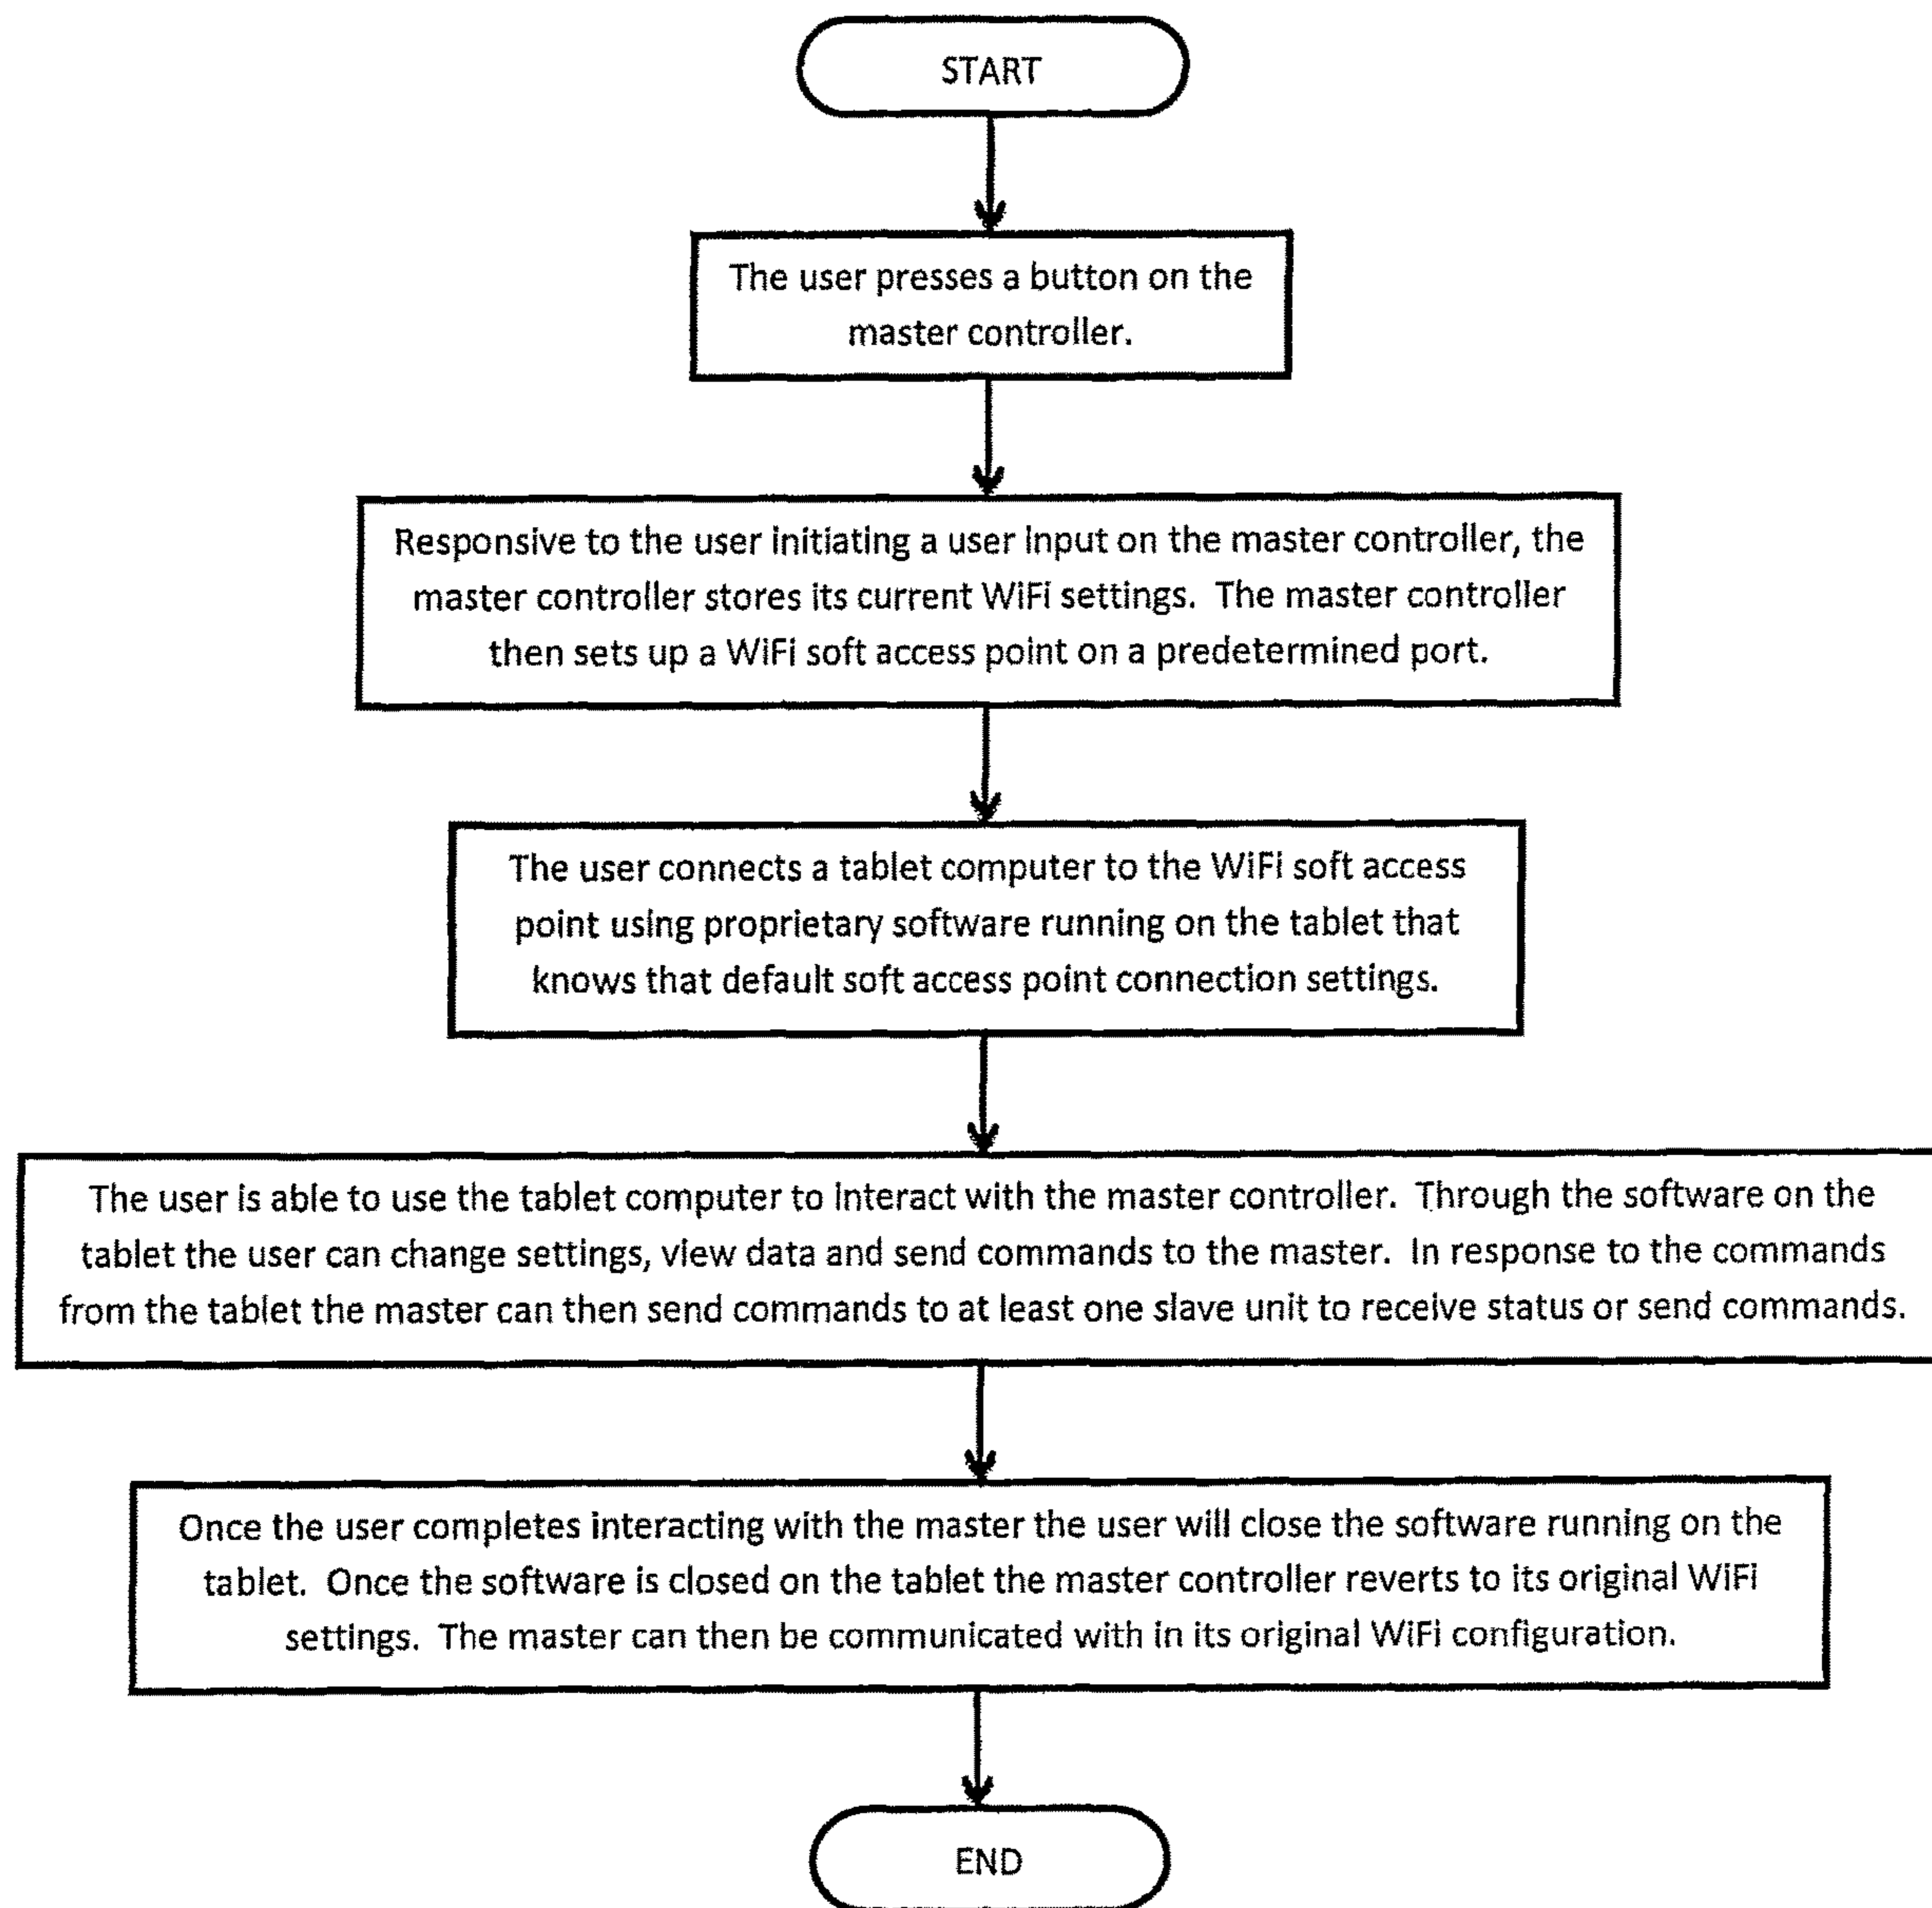 START
The user presses a button on the
master controller.
Responsive to the user initiating a user input on the master controller, the
master controller stores its current WiFi settings.  The master controller
then sets up a WiFi soft access point on a predetermined port.
The user connects a tablet computer to the WiFi soft access
point using proprietary software running on the tablet that
knows that default soft access point connection settings.
The user is able to use the tablet computer to interact with the master controller.  Through the software on the
tablet the user can change settings, view data and send commands to the master.  In response to the commands
from the tablet the master can then send commands to at least one slave unit to receive status or send commands.
Once the user completes interacting with the master the user will close the software running on the
tablet.  Once the software is closed on the tablet the master controller reverts to its original WiFi
settings.  The master can then be communicated with in its original WiFi configuration.
END